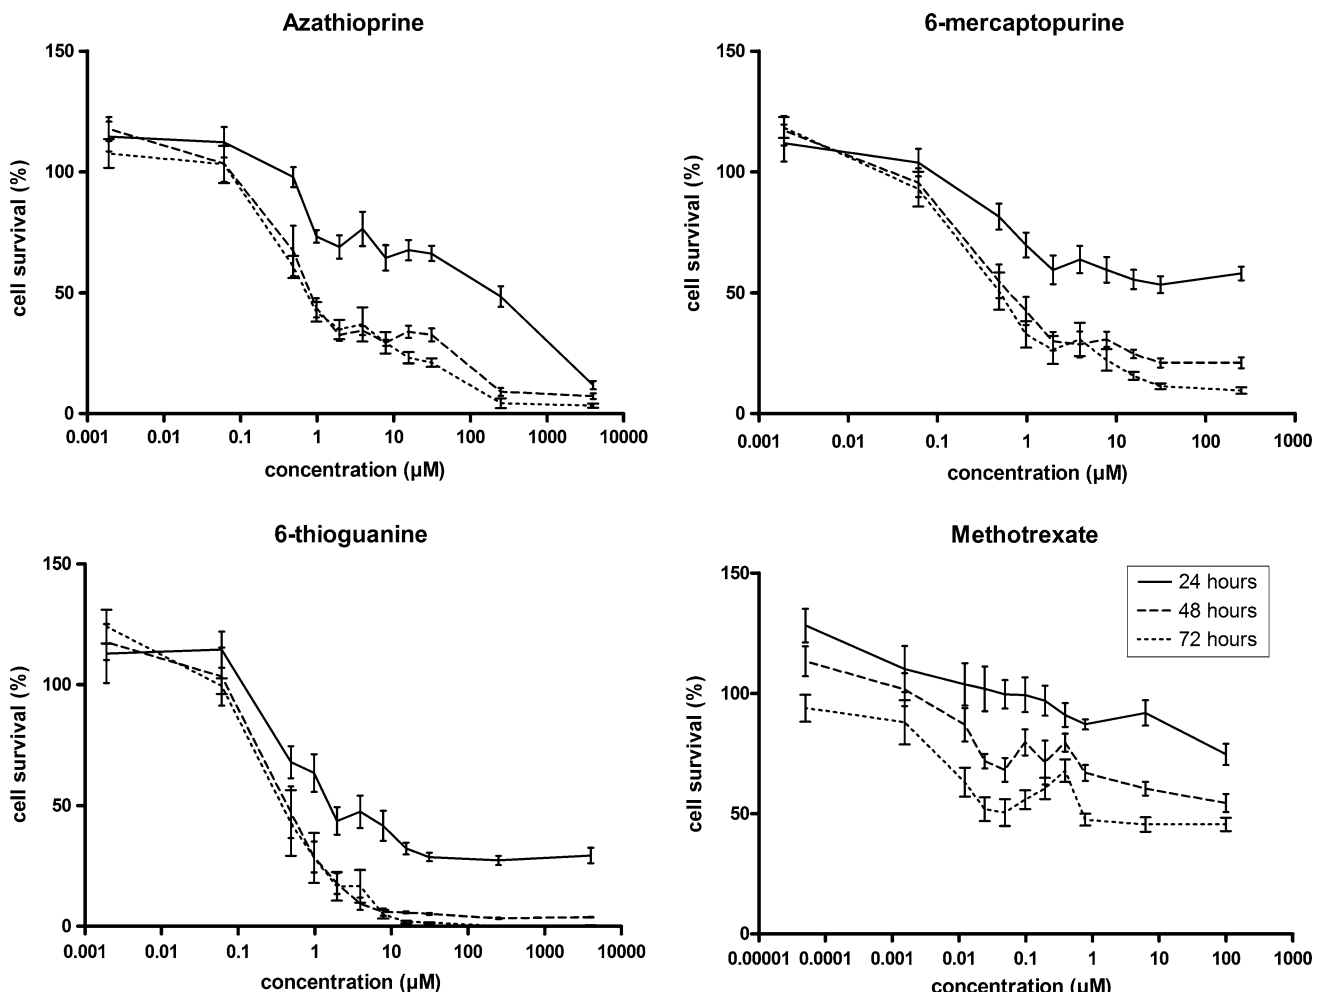 Azathioprine
150
100
50
0
cell survival (%)
0.001 0.01 0.1 1 10 100 1000 10000
concentration (µM)
6-mercaptopurine
150
100
50
0
cell survival (%)
0.001 0.01 0.1 1 10 100 1000
concentration (µM)
6-thioguanine
150
100
50
0
cell survival (%)
0.001 0.01 0.1 1 10 100 1000 10000
concentration (µM)
Methotrexate
24 hours
48 hours
72 hours
150
100
50
0
cell survival (%)
0.00001 0.0001 0.001 0.01 0.1 1 10 100 1000
concentration (µM)